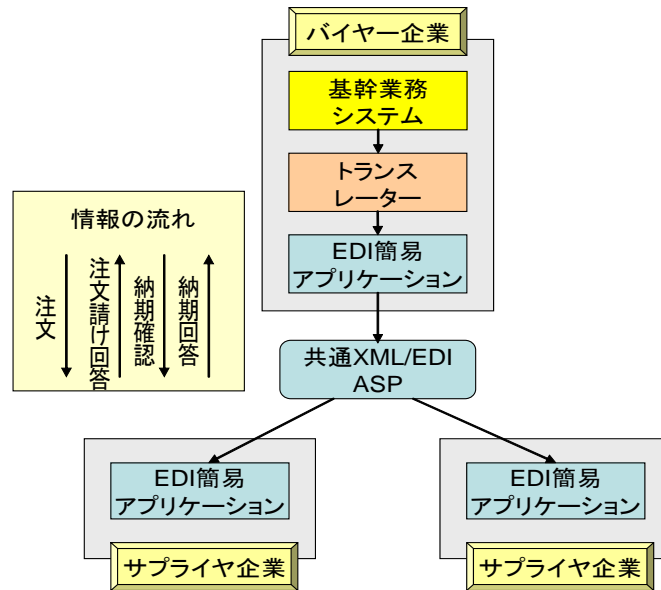 バイヤー企業
基幹業務
システム
トランス
レーター
EDI簡易
アプリケーション
情報の流れ
注文
注文請け回答
納期確認
納期回答
共通XML/EDI
ASP
EDI簡易
アプリケーション
サプライヤ企業
EDI簡易
アプリケーション
サプライヤ企業